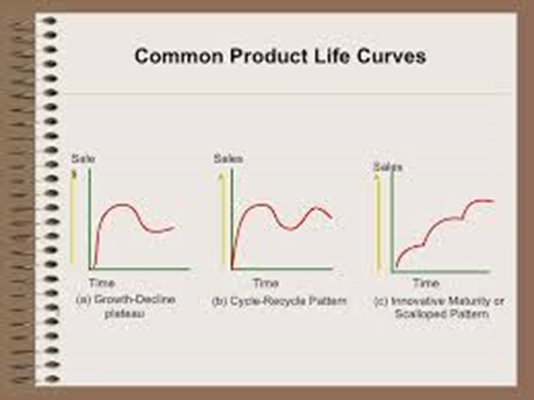 Common Product Life Curves
Sale
s
Sales
Sales
Time
Time
Time
(a) Growth-Decline
plateau
(b) Cycle-Recycle Pattern
(c) Innovative Maturity or
Scalloped Pattern